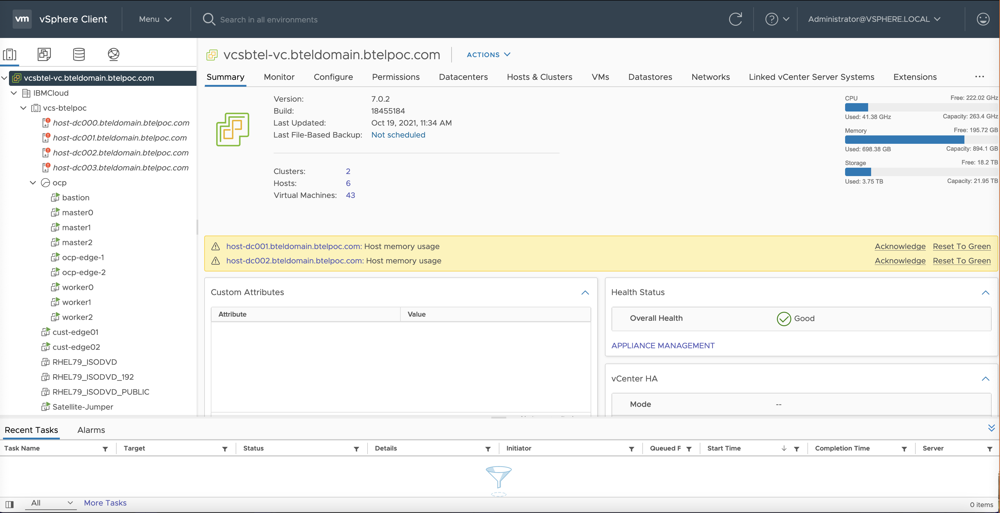 vm vSphere Client Menu Search in all environments Administrator@VSPHERE.LOCAL
vcsbtel-vc.bteldomain.btelpoc.com
IBMCloud
vcs-btelpoc
host-dc000.bteldomain.btelpoc.com
host-dc001.bteldomain.btelpoc.com
host-dc002.bteldomain.btelpoc.com
host-dc003.bteldomain.btelpoc.com
ocp
bastion
master0
master1
master2
ocp-edge-1
ocp-edge-2
worker0
worker1
worker2
cust-edge01
cust-edge02
RHEL79_ISODVD
RHEL79_ISODVD_192
RHEL79_ISODVD_PUBLIC
Satellite-Jumper
vcsbtel-vc.bteldomain.btelpoc.com ACTIONS
Summary Monitor Configure Permissions Datacenters Hosts & Clusters VMs Datastores Networks Linked vCenter Server Systems Extensions ...
Version: 7.0.2
Build: 18455184
Last Updated: Oct 19, 2021, 11:34 AM
Last File-Based Backup: Not scheduled
Clusters: 2
Hosts: 6
Virtual Machines: 43
CPU Free: 222.02 GHz
Used: 41.38 GHz Capacity: 263.4 GHz
Memory Free: 195.72 GB
Used: 698.38 GB Capacity: 894.1 GB
Storage Free: 18.2 TB
Used: 3.75 TB Capacity: 21.95 TB
host-dc001.bteldomain.btelpoc.com: Host memory usage Acknowledge Reset To Green
host-dc002.bteldomain.btelpoc.com: Host memory usage Acknowledge Reset To Green
Custom Attributes
Attribute Value
Health Status
Overall Health Good
APPLIANCE MANAGEMENT
vCenter HA
Mode --
Recent Tasks Alarms
Task Name Target Status Details Initiator Queued F Start Time Completion Time Server
All More Tasks 0 items